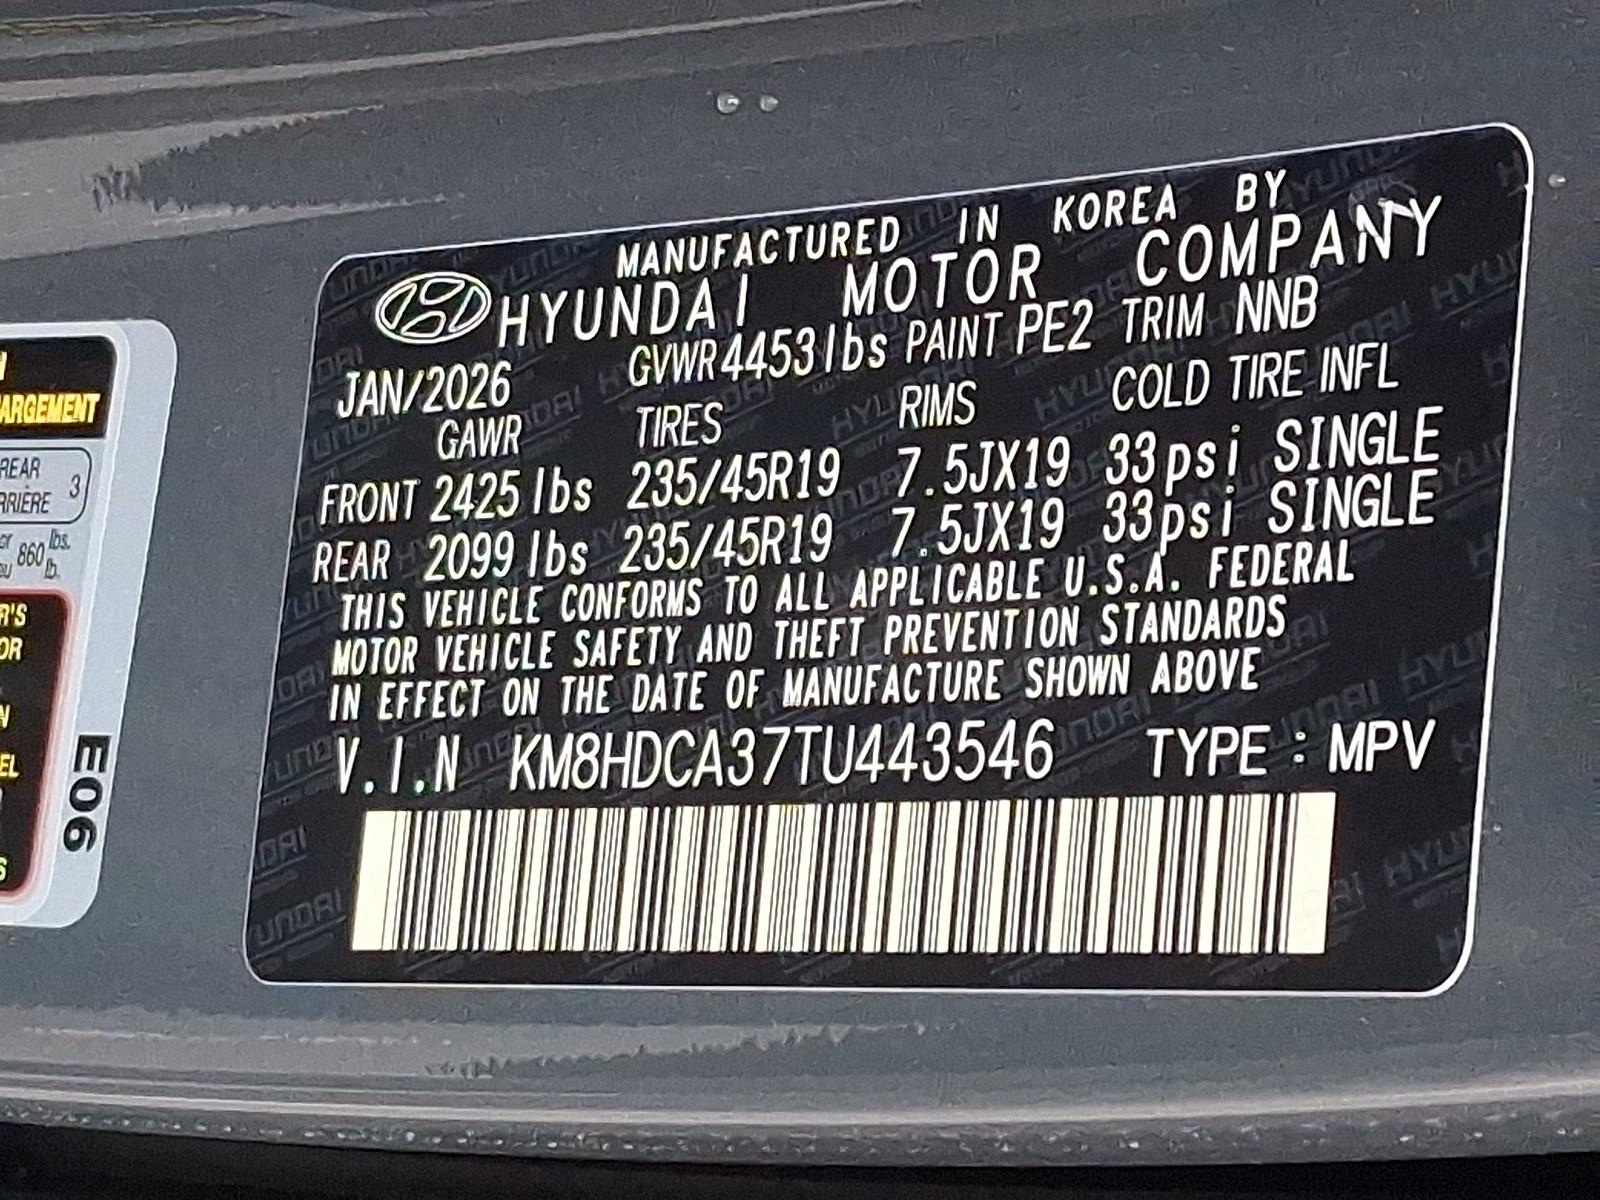 MANUFACTURED IN KOREA BY
HYUNDAI MOTOR COMPANY
JAN/2026 GVWR 4453 lbs PAINT PE2 TRIM NNB
GAWR TIRES RIMS COLD TIRE INFL
FRONT 2425 lbs 235/45R19 7.5JX19 33psi SINGLE
REAR 2099 lbs 235/45R19 7.5JX19 33psi SINGLE
THIS VEHICLE CONFORMS TO ALL APPLICABLE U.S.A. FEDERAL
MOTOR VEHICLE SAFETY AND THEFT PREVENTION STANDARDS
IN EFFECT ON THE DATE OF MANUFACTURE SHOWN ABOVE
V.I.N KM8HDCA37TU443546 TYPE : MPV
REAR 3
860 lbs.
lb.
E06